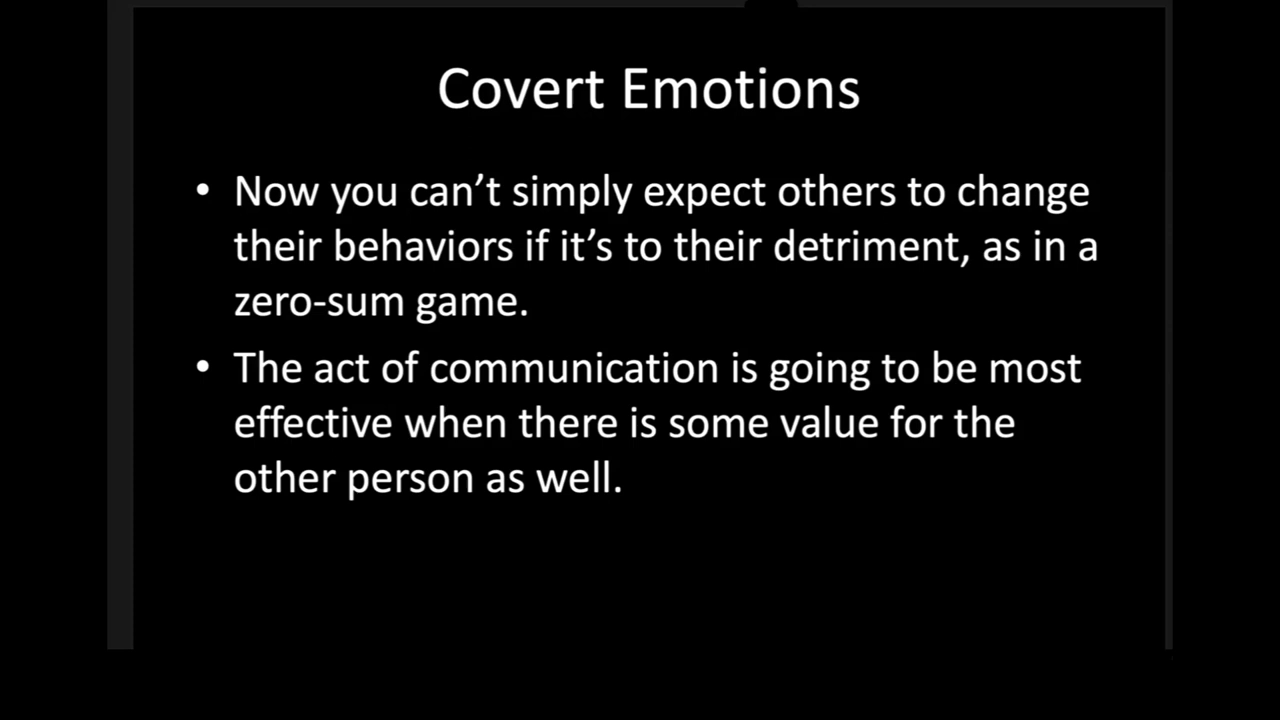 Covert Emotions
• Now you can’t simply expect others to change
their behaviors if it’s to their detriment, as in a
zero-sum game.
• The act of communication is going to be most
effective when there is some value for the
other person as well.